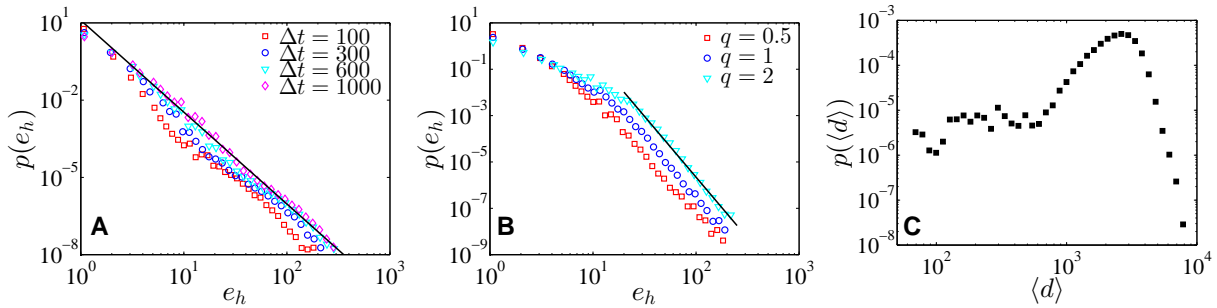 p(e_h)
10^1
10^{-2}
10^{-5}
10^{-8}
Δt = 100
Δt = 300
Δt = 600
Δt = 1000
A
10^0
10^1
10^2
10^3
e_h
p(e_h)
10^1
10^{-1}
10^{-3}
10^{-5}
10^{-7}
10^{-9}
q = 0.5
q = 1
q = 2
B
10^0
10^1
10^2
10^3
e_h
p(⟨d⟩)
10^{-3}
10^{-4}
10^{-5}
10^{-6}
10^{-7}
10^{-8}
C
10^2
10^3
10^4
⟨d⟩